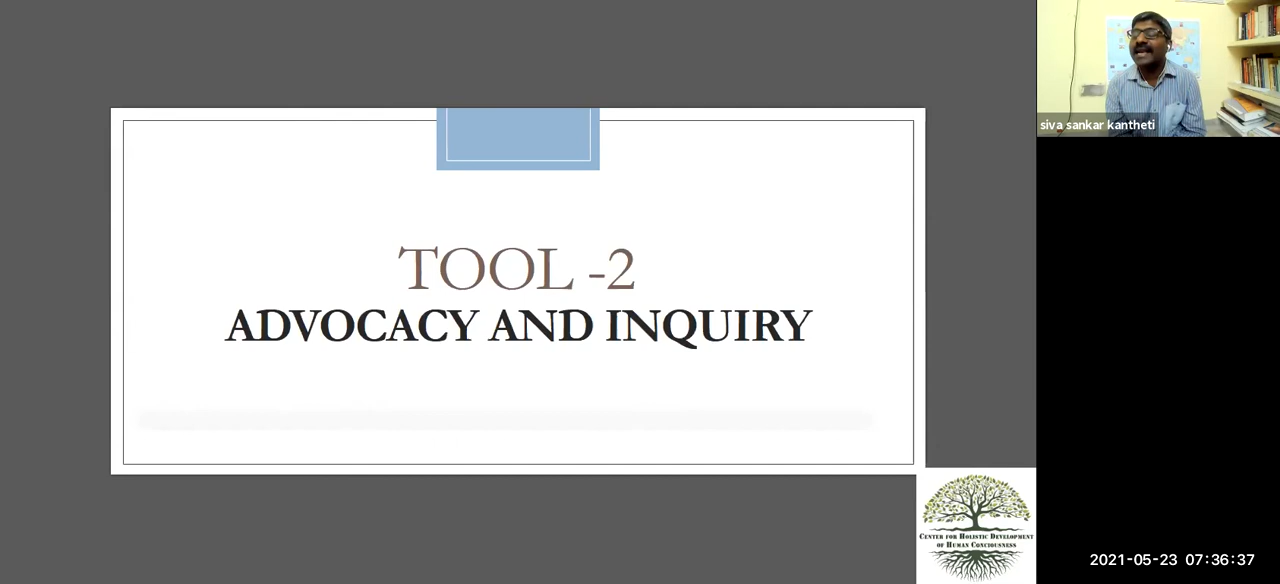 siva sankar kantheti
TOOL -2
ADVOCACY AND INQUIRY
CENTER FOR HOLISTIC DEVELOPMENT
OF HUMAN CONCIOUSNESS
2021-05-23 07:36:37